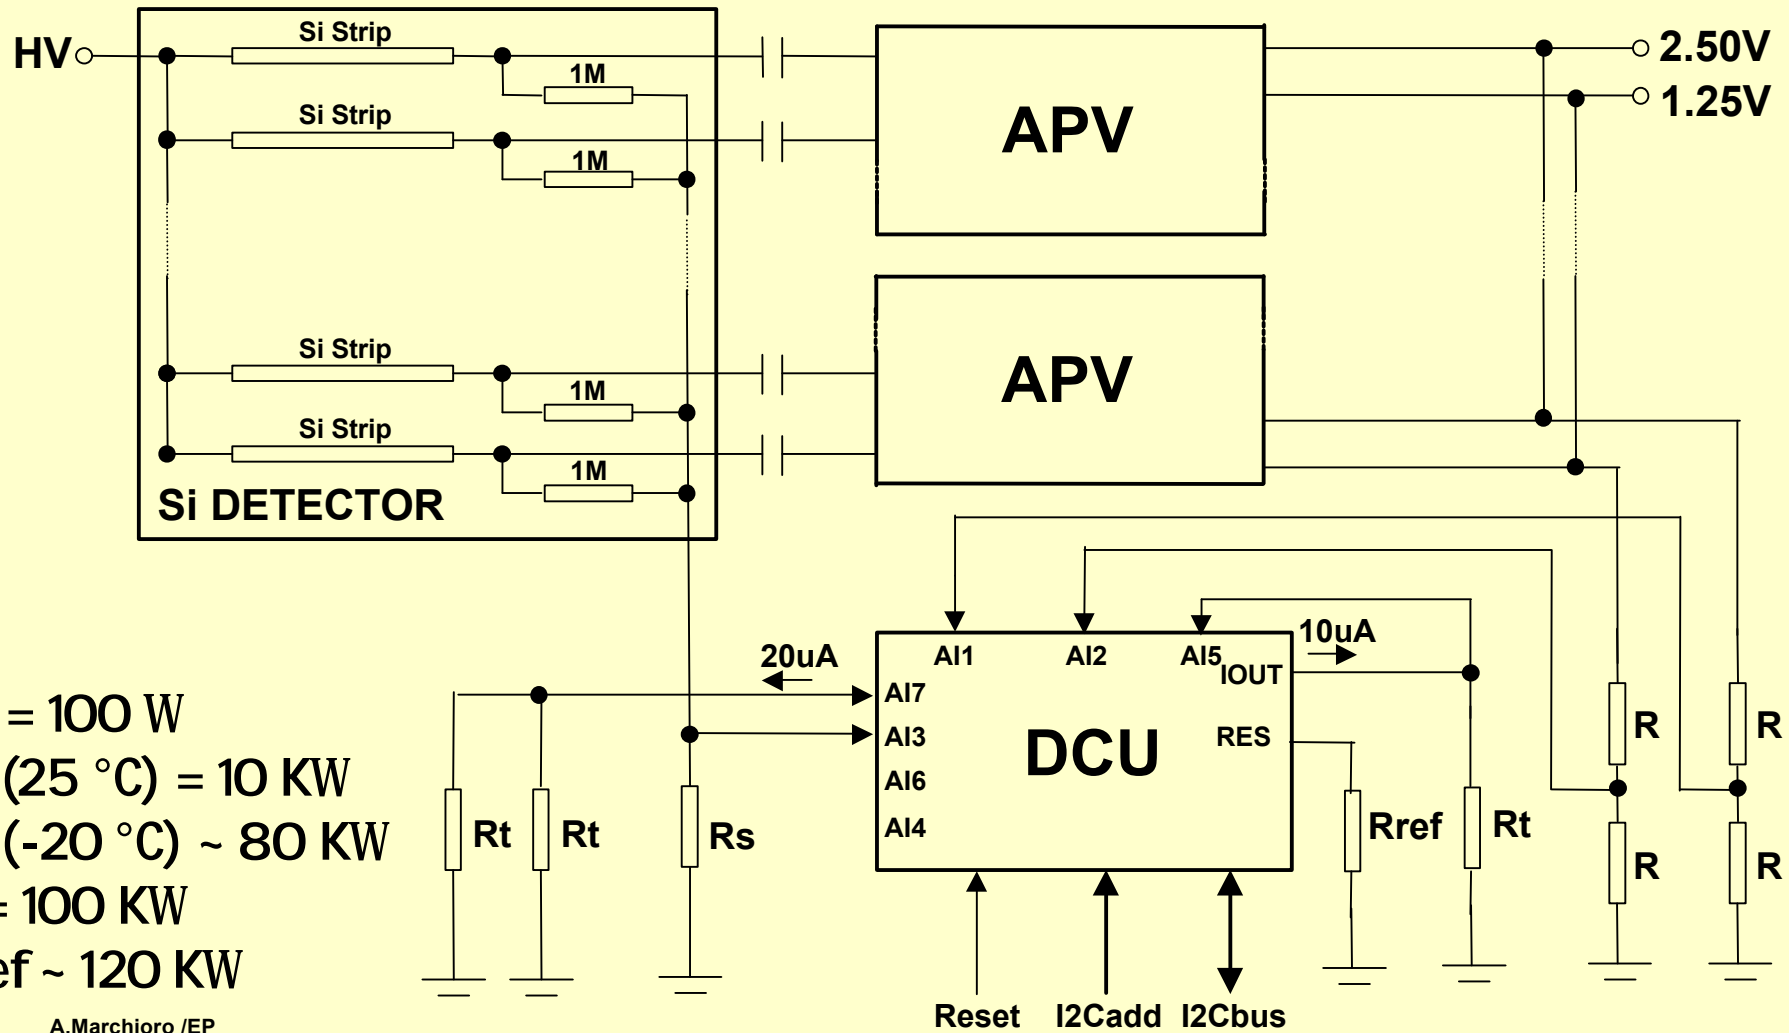 HV
Si Strip
1M
Si Strip
1M
Si Strip
1M
Si Strip
1M
Si DETECTOR
APV
APV
2.50V
1.25V
20uA
10uA
AI1
AI2
AI5
IOUT
AI7
AI3
AI6
AI4
DCU
RES
= 100 W
(25 °C) = 10 KW
(-20 °C) ~ 80 KW
= 100 KW
ef ~ 120 KW
Rt
Rt
Rs
Rref
Rt
R
R
R
R
Reset
I2Cadd
I2Cbus
A.Marchioro /EP